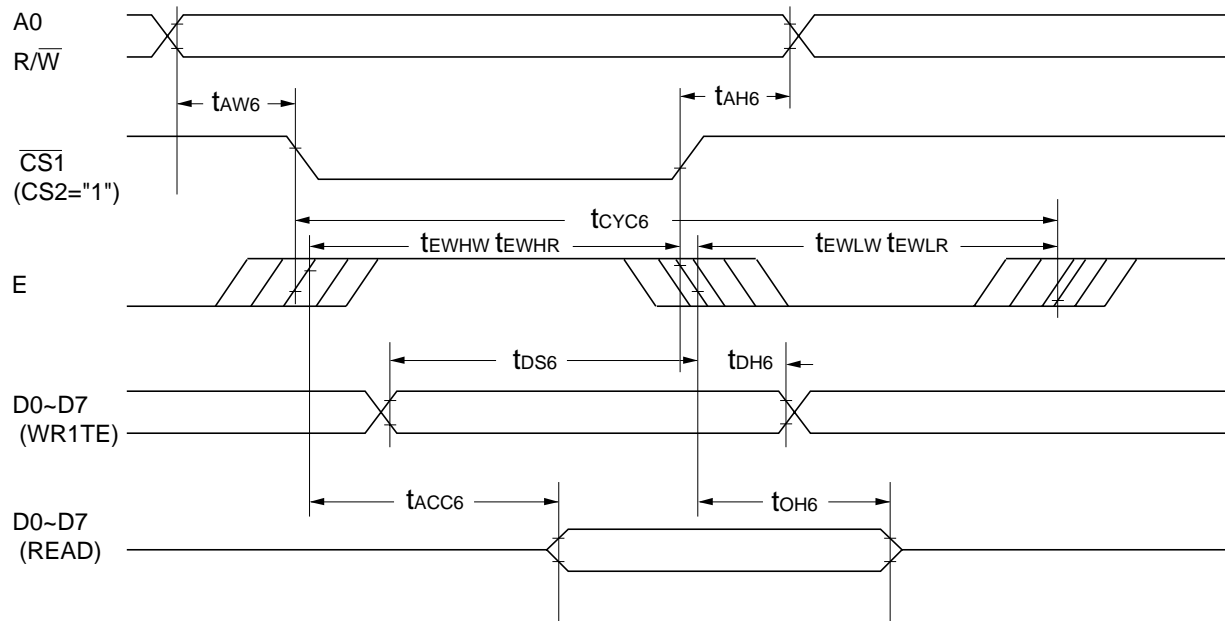 A0
R/W̅
tAW6
tAH6
C̅S̅1̅
(CS2="1")
tCYC6
tEWHW tEWHR
tEWLW tEWLR
E
tDS6
tDH6
D0~D7
(WR1TE)
tACC6
tOH6
D0~D7
(READ)